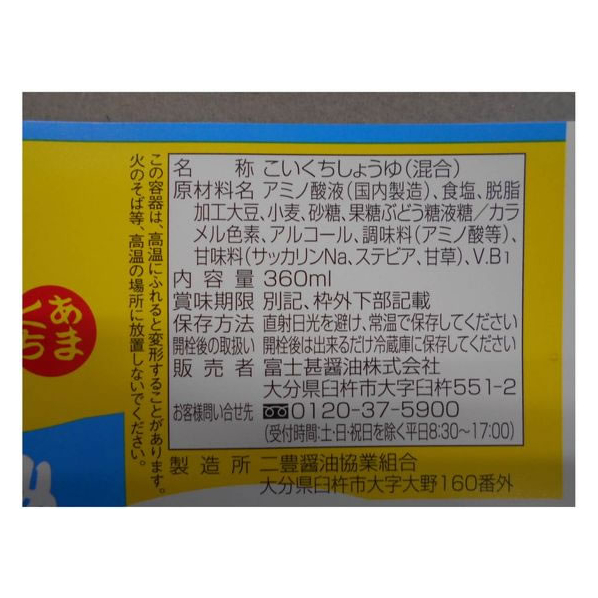 名称 こいくちしょうゆ(混合)
原材料名 アミノ酸液(国内製造)、食塩、脱脂
加工大豆、小麦、砂糖、果糖ぶどう糖液糖/カラ
メル色素、アルコール、調味料(アミノ酸等)、
甘味料(サッカリンNa、ステビア、甘草)、V.B1
内容量 360ml
賞味期限 別記、枠外下部記載
保存方法 直射日光を避け、常温で保存してください
開栓後の取扱い 開栓後は出来るだけ冷蔵庫に保存してください
販売者 富士甚醤油株式会社
大分県臼杵市大字臼杵551-2
お客様問い合せ先 0120-37-5900
(受付時間:土・日・祝日を除く平日8:30~17:00)
製造所 二豊醤油協業組合
大分県臼杵市大字大野160番外
この容器は、高温にふれると変形することがあります。
火のそば等、高温の場所に放置しないでください。
あま
くち